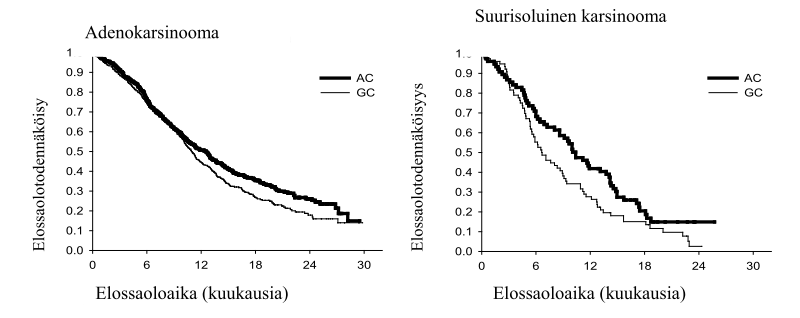 Adenokarsinooma
Elossaolotodennäköisy
1
0.9
0.8
0.7
0.6
0.5
0.4
0.3
0.2
0.1
0.0
0 6 12 18 24 30
AC
GC
Elossaoloaika (kuukausia)
Suurisoluinen karsinooma
Elossaolotodennäköisyys
1.
0.9
0.8
0.7
0.6
0.5
0.4
0.3
0.2
0.1
0.0
0 6 12 18 24 30
AC
GC
Elossaoloaika (kuukausia)